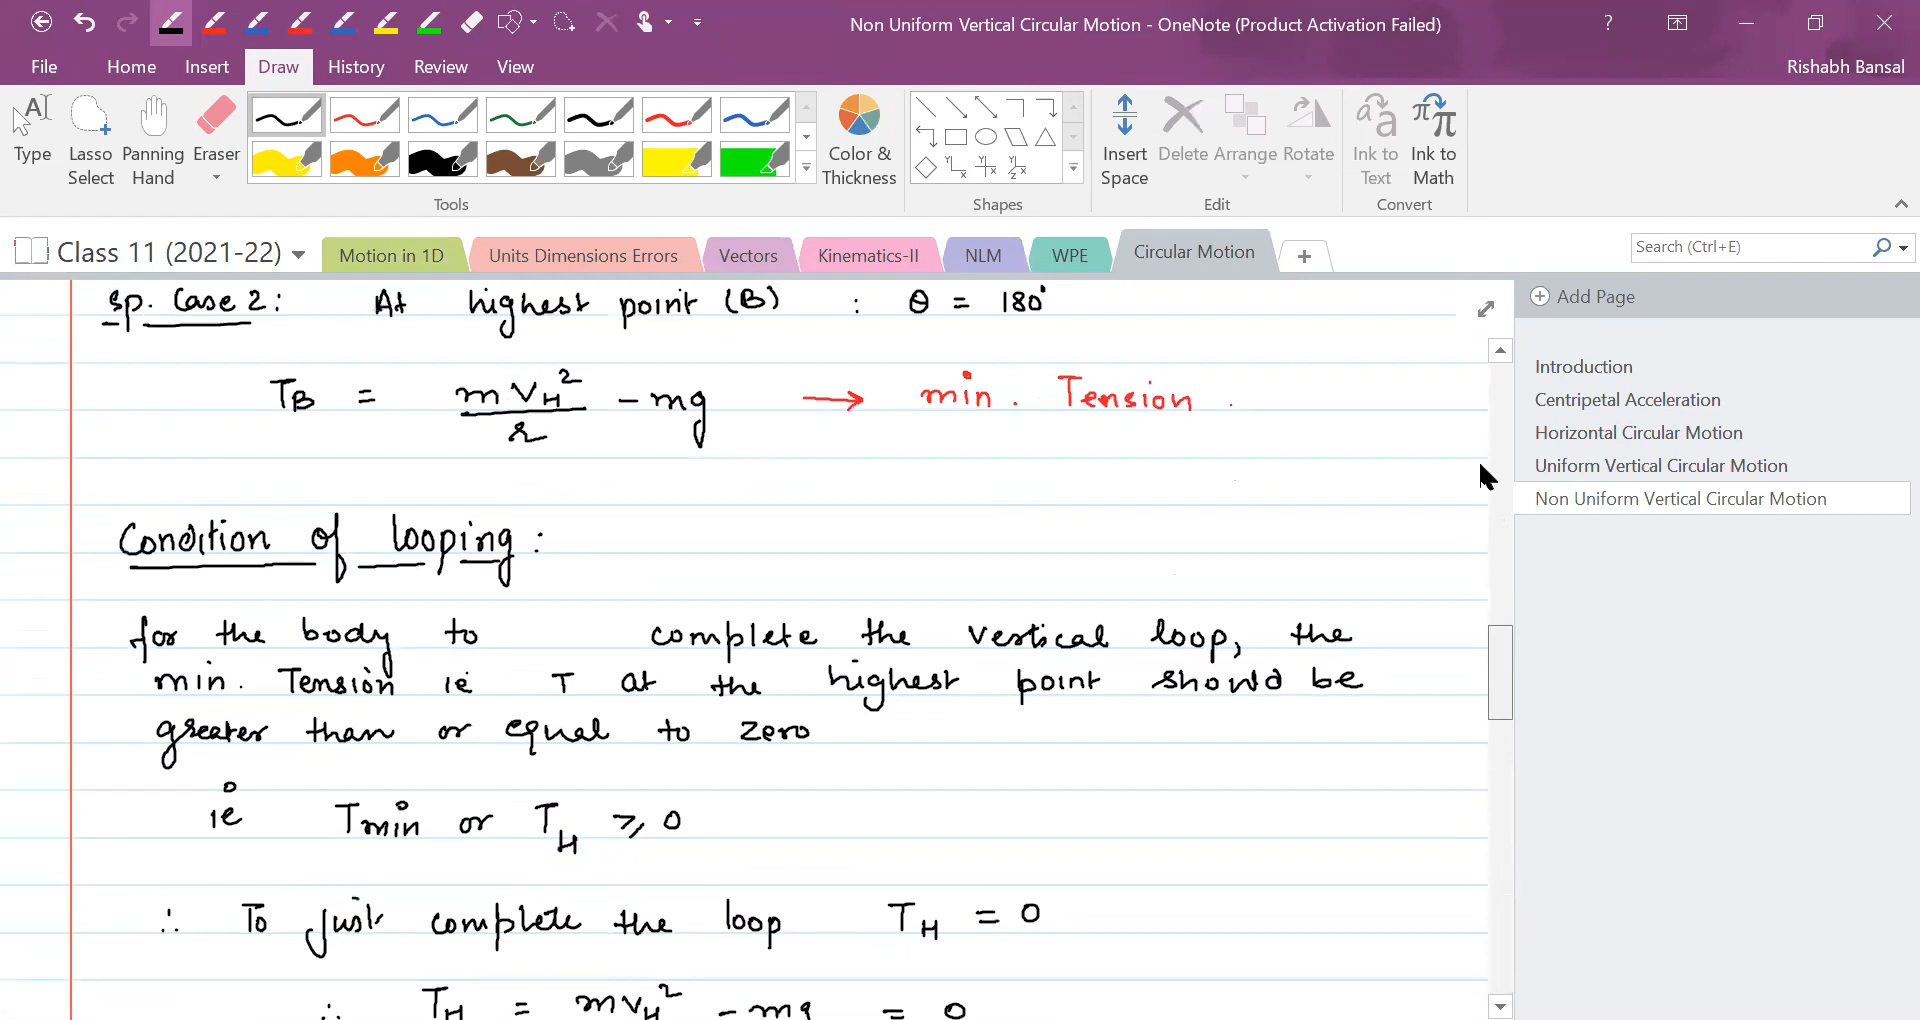 Non Uniform Vertical Circular Motion - OneNote (Product Activation Failed)
?
File Home Insert Draw History Review View
Rishabh Bansal
Type
Lasso Select
Panning Hand
Eraser
Color & Thickness
Insert Space
Delete
Arrange
Rotate
Ink to Text
Ink to Math
Tools
Shapes
Edit
Convert
Class 11 (2021-22)
Motion in 1D
Units Dimensions Errors
Vectors
Kinematics-II
NLM
WPE
Circular Motion
Search (Ctrl+E)
Add Page
Introduction
Centripetal Acceleration
Horizontal Circular Motion
Uniform Vertical Circular Motion
Non Uniform Vertical Circular Motion
Sp. Case 2: At highest point (B) : θ = 180°
T_B = mv_H²/r - mg → min. Tension.
Condition of looping:
for the body to complete the vertical loop, the
min. Tension ie T at the highest point should be
greater than or equal to zero
ie Tmin or T_H ≥ 0
∴ To just complete the loop T_H = 0
∴ T_H = mv_H² - mg = 0